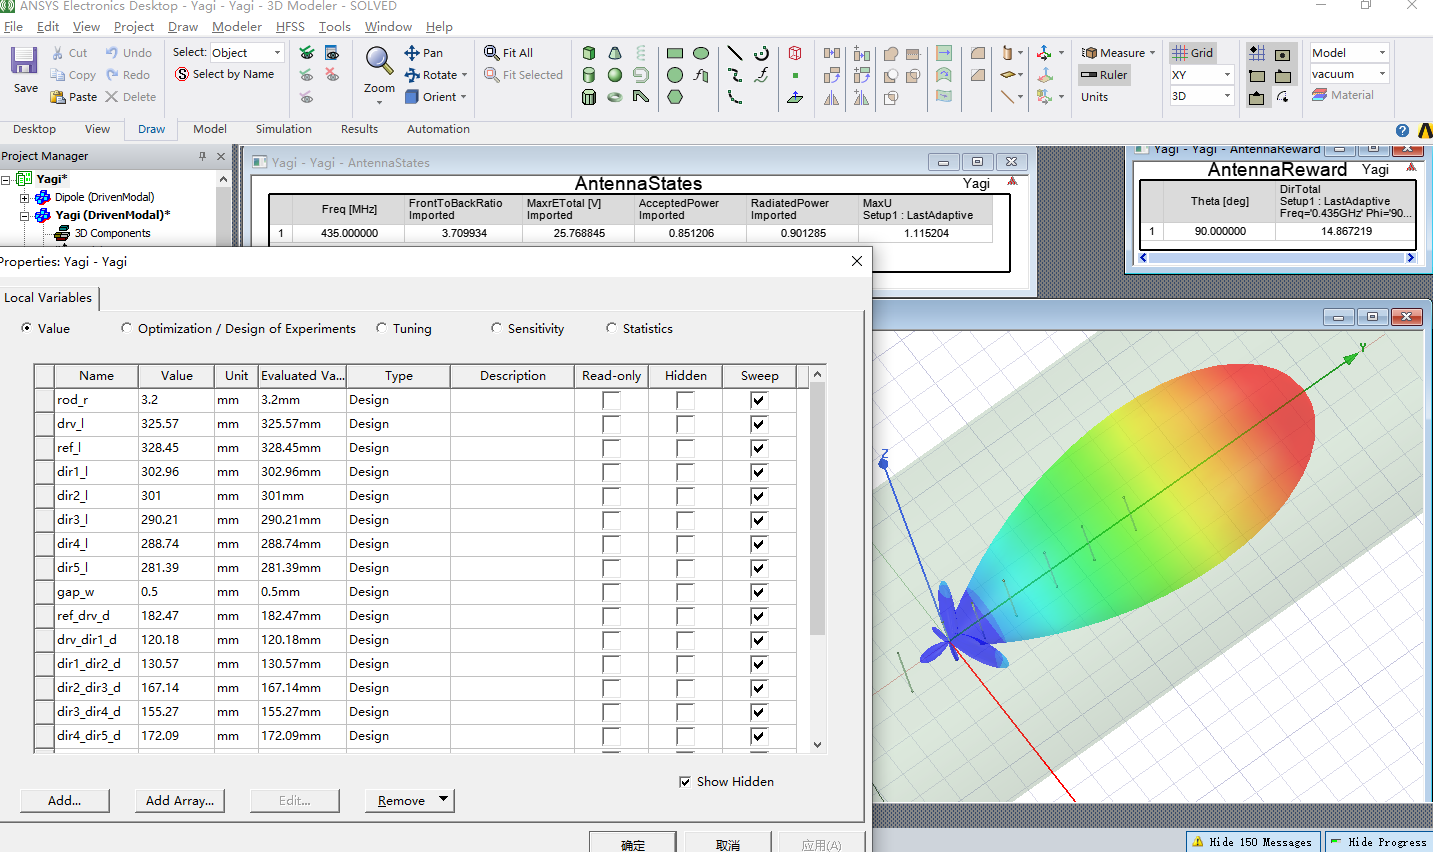 ANSYS Electronics Desktop - Yagi - Yagi - 3D Modeler - SOLVED
File Edit View Project Draw Modeler HFSS Tools Window Help
Save
Cut
Copy
Paste
Undo
Redo
Delete
Select: Object
Select by Name
Zoom
Pan
Rotate
Orient
Fit All
Fit Selected
Measure
Ruler
Units
Grid
XY
3D
Model
vacuum
Material
Desktop View Draw Model Simulation Results Automation
Project Manager
Yagi*
Dipole (DrivenModal)
Yagi (DrivenModal)*
3D Components
Yagi - Yagi - AntennaStates
AntennaStates Yagi
Freq [MHz] FrontToBackRatio Imported MaxrETotal [V] Imported AcceptedPower Imported RadiatedPower Imported MaxU Setup1 : LastAdaptive
1 435.000000 3.709934 25.768845 0.851206 0.901285 1.115204
Yagi - Yagi - AntennaReward
AntennaReward Yagi
Theta [deg] DirTotal Setup1 : LastAdaptive Freq='0.435GHz' Phi='90...
1 90.000000 14.867219
Properties: Yagi - Yagi
Local Variables
Value Optimization / Design of Experiments Tuning Sensitivity Statistics
Name Value Unit Evaluated Va... Type Description Read-only Hidden Sweep
rod_r 3.2 mm 3.2mm Design
drv_l 325.57 mm 325.57mm Design
ref_l 328.45 mm 328.45mm Design
dir1_l 302.96 mm 302.96mm Design
dir2_l 301 mm 301mm Design
dir3_l 290.21 mm 290.21mm Design
dir4_l 288.74 mm 288.74mm Design
dir5_l 281.39 mm 281.39mm Design
gap_w 0.5 mm 0.5mm Design
ref_drv_d 182.47 mm 182.47mm Design
drv_dir1_d 120.18 mm 120.18mm Design
dir1_dir2_d 130.57 mm 130.57mm Design
dir2_dir3_d 167.14 mm 167.14mm Design
dir3_dir4_d 155.27 mm 155.27mm Design
dir4_dir5_d 172.09 mm 172.09mm Design
Show Hidden
Add... Add Array... Edit... Remove
确定 取消 应用(A)
Z
Y
Hide 150 Messages Hide Progress